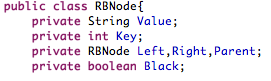 public class RBNode{
    private String Value;
    private int Key;
    private RBNode Left,Right,Parent;
    private boolean Black;